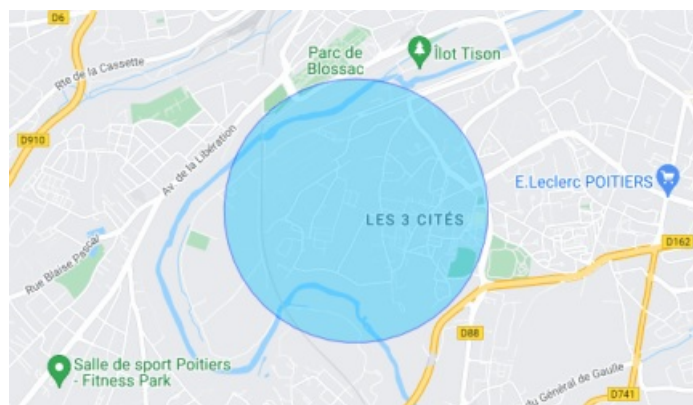 D6
Parc de
Blossac
Îlot Tison
Rte de la Cassette
D910
Av. de la Libération
E.Leclerc POITIERS
LES 3 CITÉS
D162
Rue Blaise Pascal
D88
Salle de sport Poitiers
- Fitness Park
du Général de Gaulle
D741